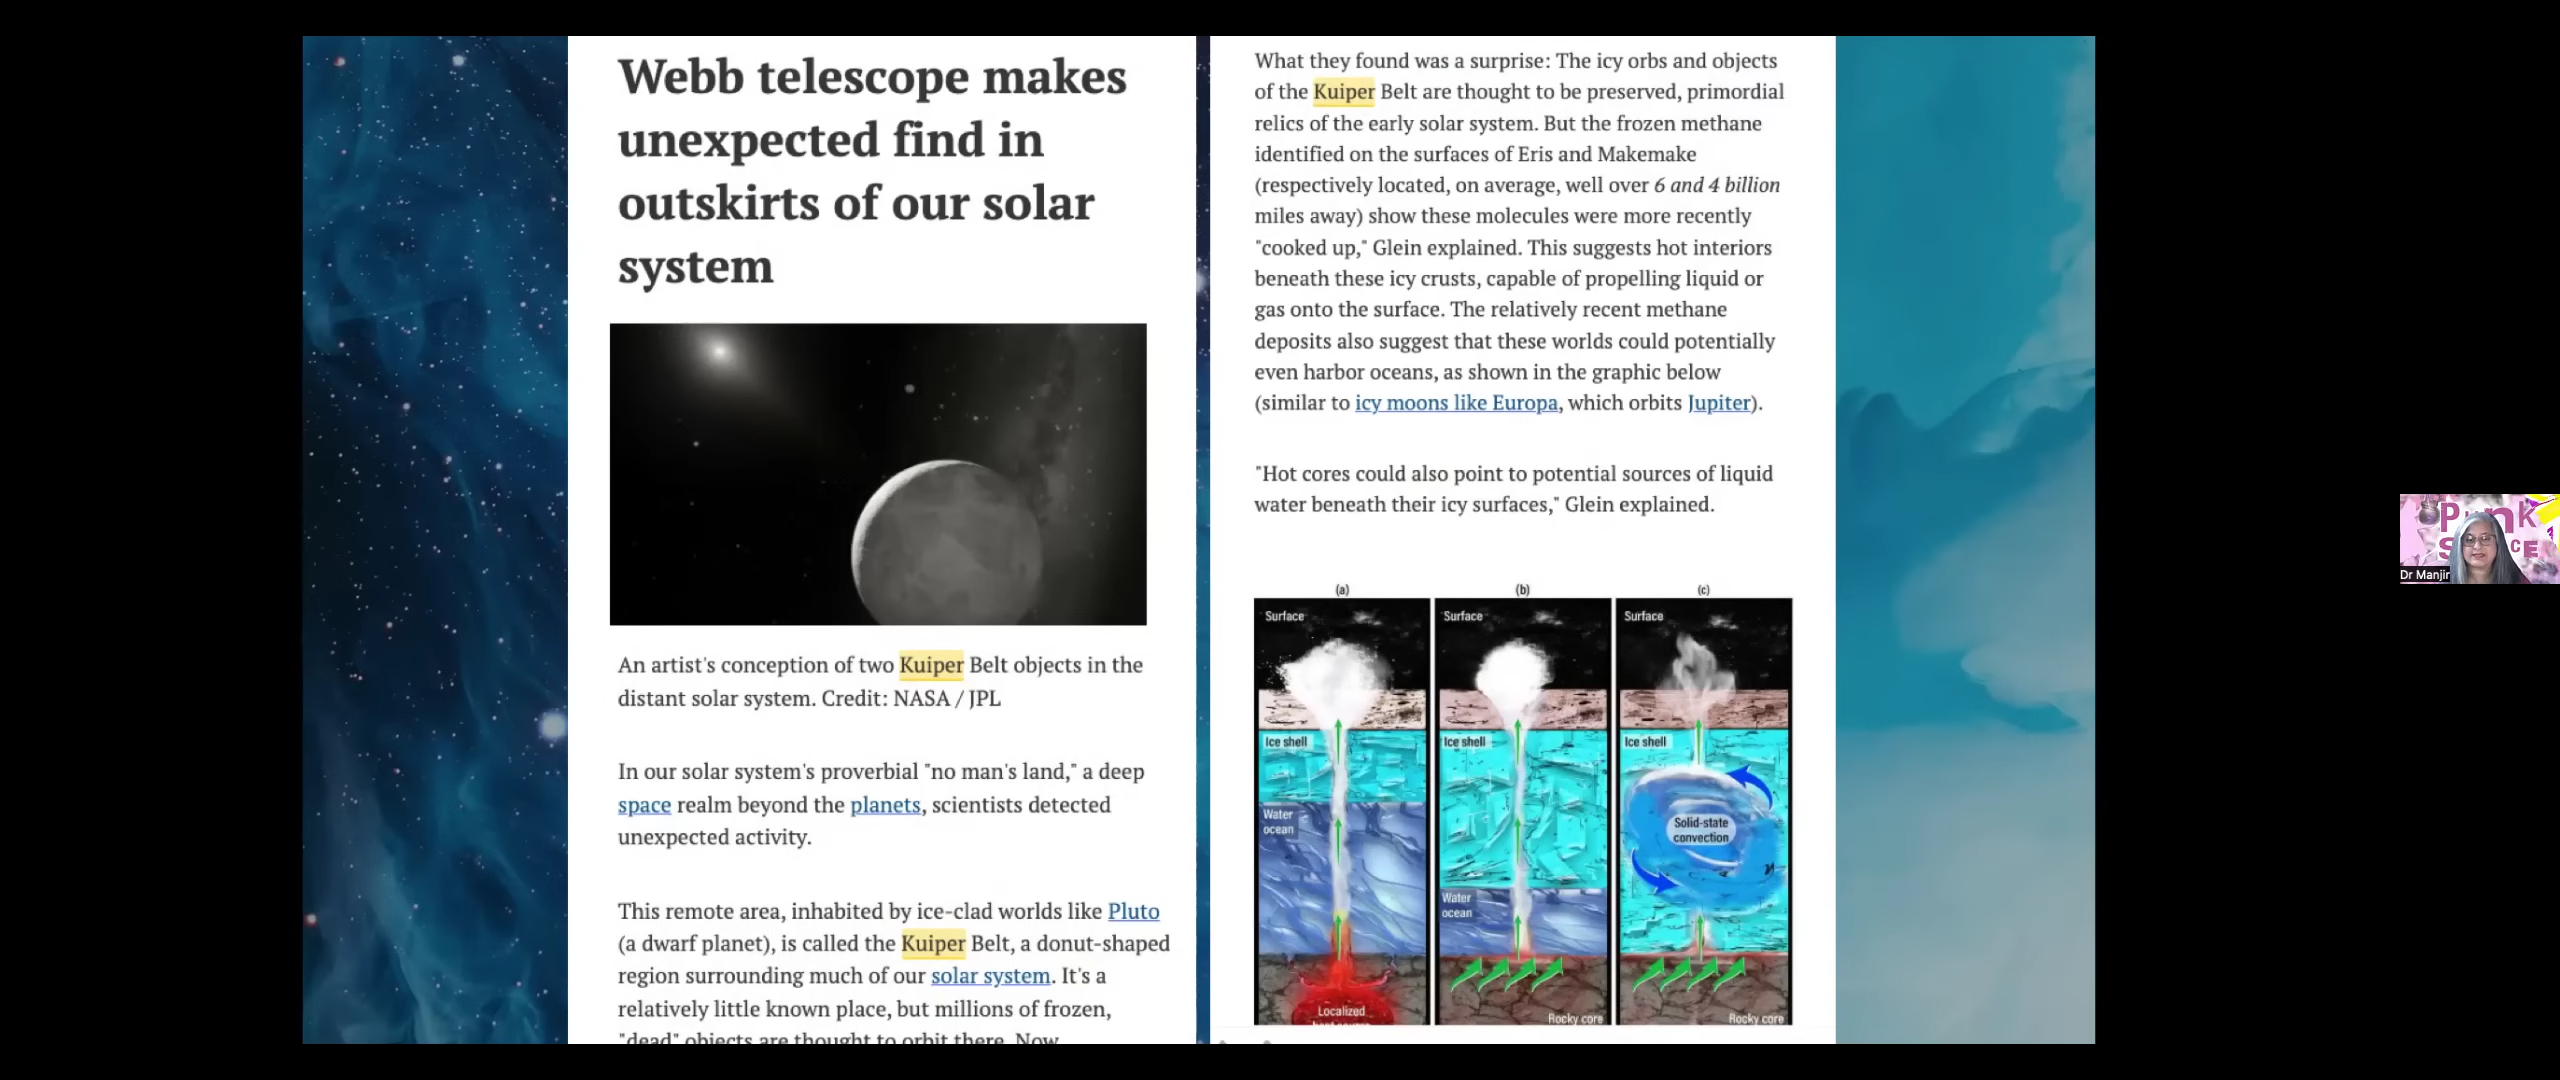 Webb telescope makes
unexpected find in
outskirts of our solar
system
An artist's conception of two Kuiper Belt objects in the
distant solar system. Credit: NASA / JPL
In our solar system's proverbial "no man's land," a deep
space realm beyond the planets, scientists detected
unexpected activity.
This remote area, inhabited by ice-clad worlds like Pluto
(a dwarf planet), is called the Kuiper Belt, a donut-shaped
region surrounding much of our solar system. It's a
relatively little known place, but millions of frozen,
"dead" objects are thought to orbit there. Now
What they found was a surprise: The icy orbs and objects
of the Kuiper Belt are thought to be preserved, primordial
relics of the early solar system. But the frozen methane
identified on the surfaces of Eris and Makemake
(respectively located, on average, well over 6 and 4 billion
miles away) show these molecules were more recently
"cooked up," Glein explained. This suggests hot interiors
beneath these icy crusts, capable of propelling liquid or
gas onto the surface. The relatively recent methane
deposits also suggest that these worlds could potentially
even harbor oceans, as shown in the graphic below
(similar to icy moons like Europa, which orbits Jupiter).
"Hot cores could also point to potential sources of liquid
water beneath their icy surfaces," Glein explained.
(a)
Surface
Ice shell
Water
ocean
Localized
(b)
Surface
Ice shell
Water
ocean
Rocky core
(c)
Surface
Ice shell
Solid-state
convection
Rocky core
Dr Manjir